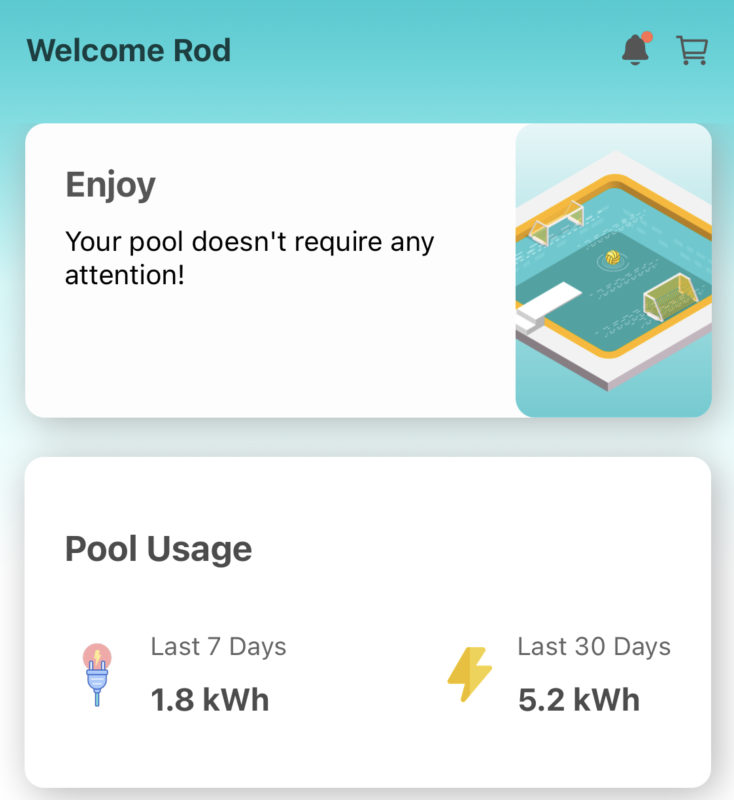 Welcome Rod
Enjoy
Your pool doesn't require any
attention!
Pool Usage
Last 7 Days
1.8 kWh
Last 30 Days
5.2 kWh